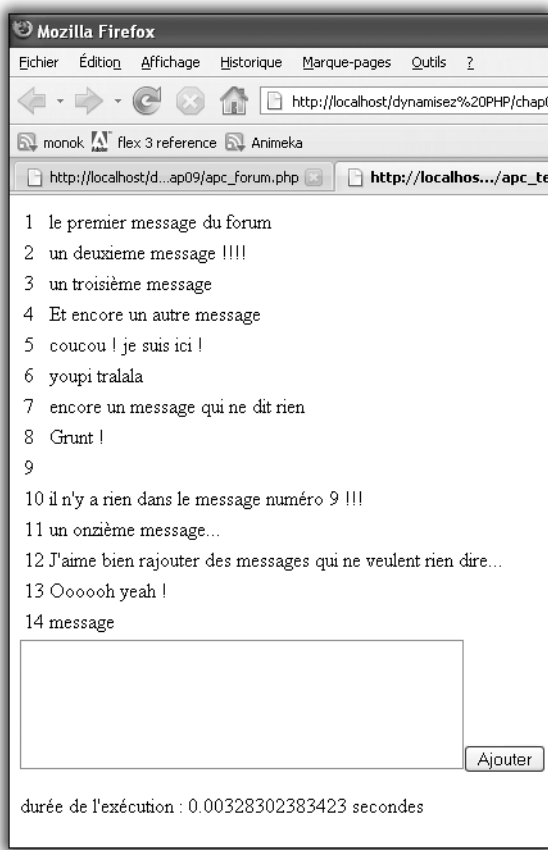 Mozilla Firefox
Fichier Édition Affichage Historique Marque-pages Outils ?
http://localhost/dynamisez%20PHP/chap0
monok flex 3 reference Animeka
http://localhost/d...ap09/apc_forum.php http://localhos.../apc_te
1 le premier message du forum
2 un deuxieme message !!!!
3 un troisième message
4 Et encore un autre message
5 coucou ! je suis ici !
6 youpi tralala
7 encore un message qui ne dit rien
8 Grunt !
9
10 il n'y a rien dans le message numéro 9 !!!
11 un onzième message...
12 J'aime bien rajouter des messages qui ne veulent rien dire...
13 Oooooh yeah !
14 message
Ajouter
durée de l'exécution : 0.00328302383423 secondes